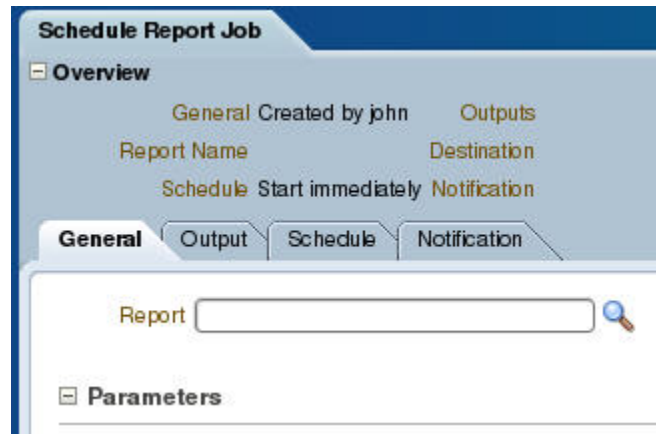 Schedule Report Job
Overview
General Created by john Outputs
Report Name Destination
Schedule Start immediately Notification
General Output Schedule Notification
Report
Parameters